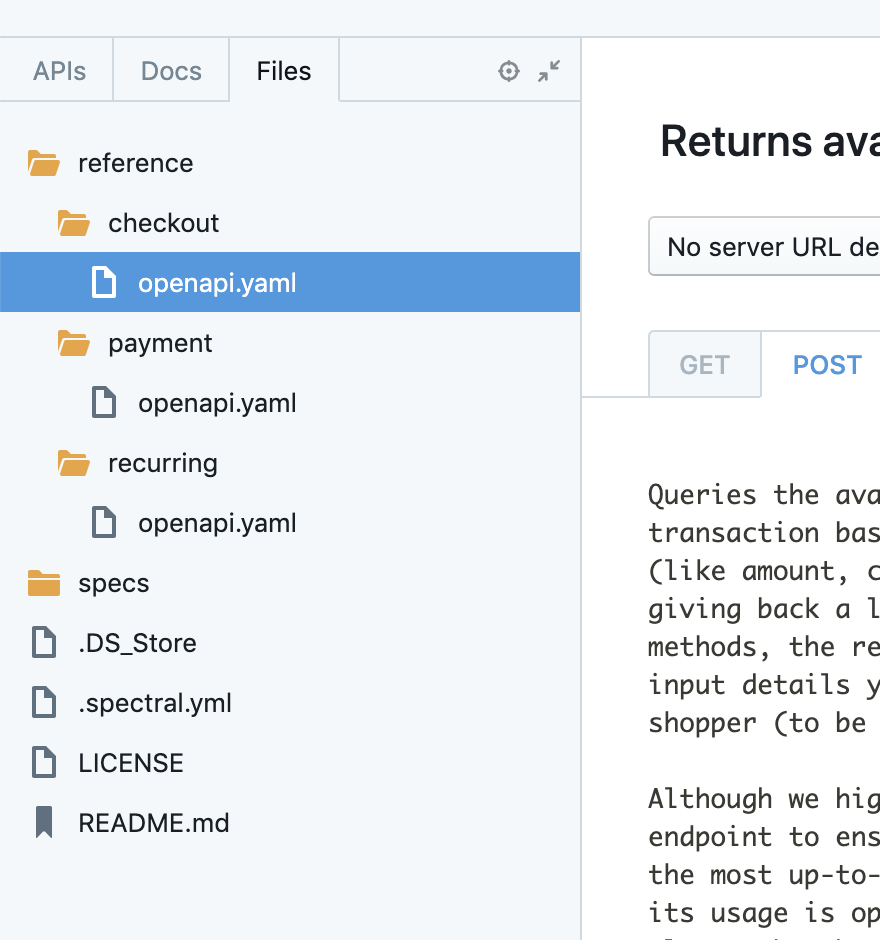 APIs
Docs
Files
reference
checkout
openapi.yaml
payment
openapi.yaml
recurring
openapi.yaml
specs
.DS_Store
.spectral.yml
LICENSE
README.md
Returns ava
No server URL de
GET
POST
Queries the ava
transaction bas
(like amount, c
giving back a l
methods, the re
input details y
shopper (to be
Although we hig
endpoint to ens
the most up-to-
its usage is op